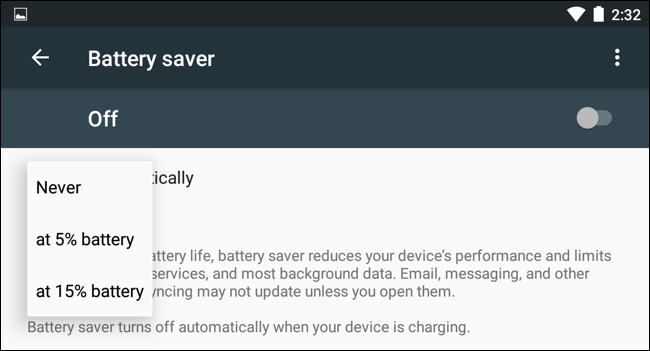 2:32
Battery saver
Off
Never
tically
at 5% battery
attery life, battery saver reduces your device's performance and limits
services, and most background data. Email, messaging, and other
at 15% battery
yncing may not update unless you open them.
Battery saver turns off automatically when your device is charging.